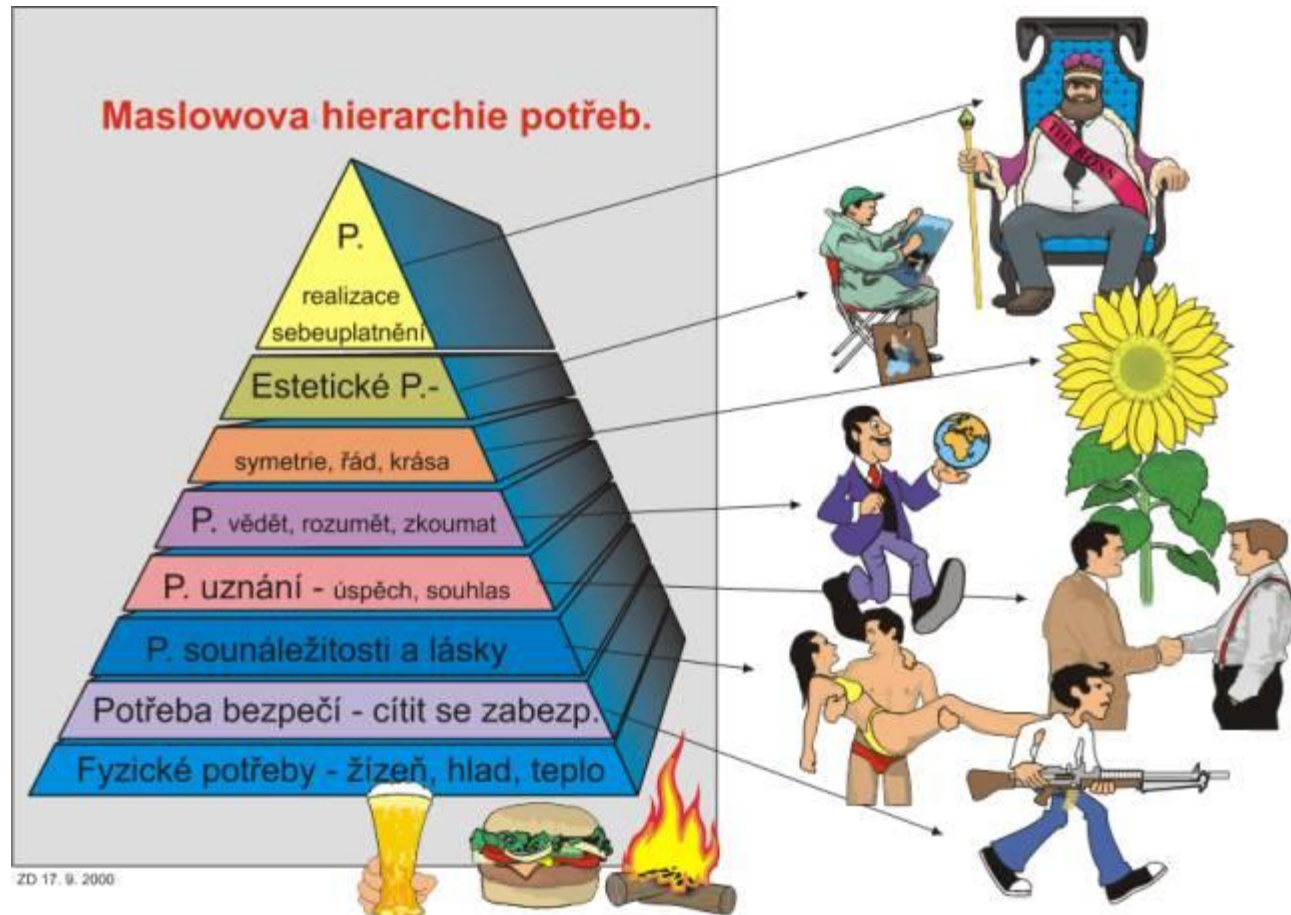 Maslowova hierarchie potřeb.
P.
realizace
sebeuplatnění
Estetické P.-
symetrie, řád, krása
P. vědět, rozumět, zkoumat
P. uznání - úspěch, souhlas
P. sounáležitosti a lásky
Potřeba bezpečí - cítit se zabezp.
Fyzické potřeby - žízeň, hlad, teplo
THE BOSS
ZD 17. 9. 2000